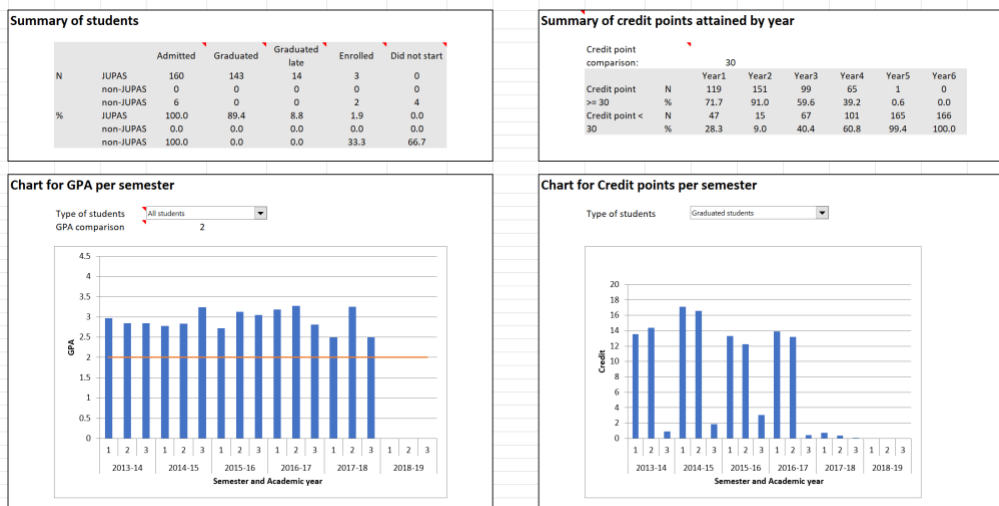 Summary of students
Admitted Graduated Graduated late Enrolled Did not start
N JUPAS 160 143 14 3 0
non-JUPAS 0 0 0 0 0
non-JUPAS 6 0 0 2 4
% JUPAS 100.0 89.4 8.8 1.9 0.0
non-JUPAS 0.0 0.0 0.0 0.0 0.0
non-JUPAS 100.0 0.0 0.0 33.3 66.7
Summary of credit points attained by year
Credit point
comparison: 30
Year1 Year2 Year3 Year4 Year5 Year6
Credit point N 119 151 99 65 1 0
>= 30 % 71.7 91.0 59.6 39.2 0.6 0.0
Credit point < N 47 15 67 101 165 166
30 % 28.3 9.0 40.4 60.8 99.4 100.0
Chart for GPA per semester
Type of students All students
GPA comparison 2
4.5
4
3.5
3
2.5
2
1.5
1
0.5
0
GPA
1 2 3 1 2 3 1 2 3 1 2 3 1 2 3 1 2 3
2013-14 2014-15 2015-16 2016-17 2017-18 2018-19
Semester and Academic year
Chart for Credit points per semester
Type of students Graduated students
20
18
16
14
12
10
8
6
4
2
0
Credit
1 2 3 1 2 3 1 2 3 1 2 3 1 2 3 1 2 3
2013-14 2014-15 2015-16 2016-17 2017-18 2018-19
Semester and Academic year